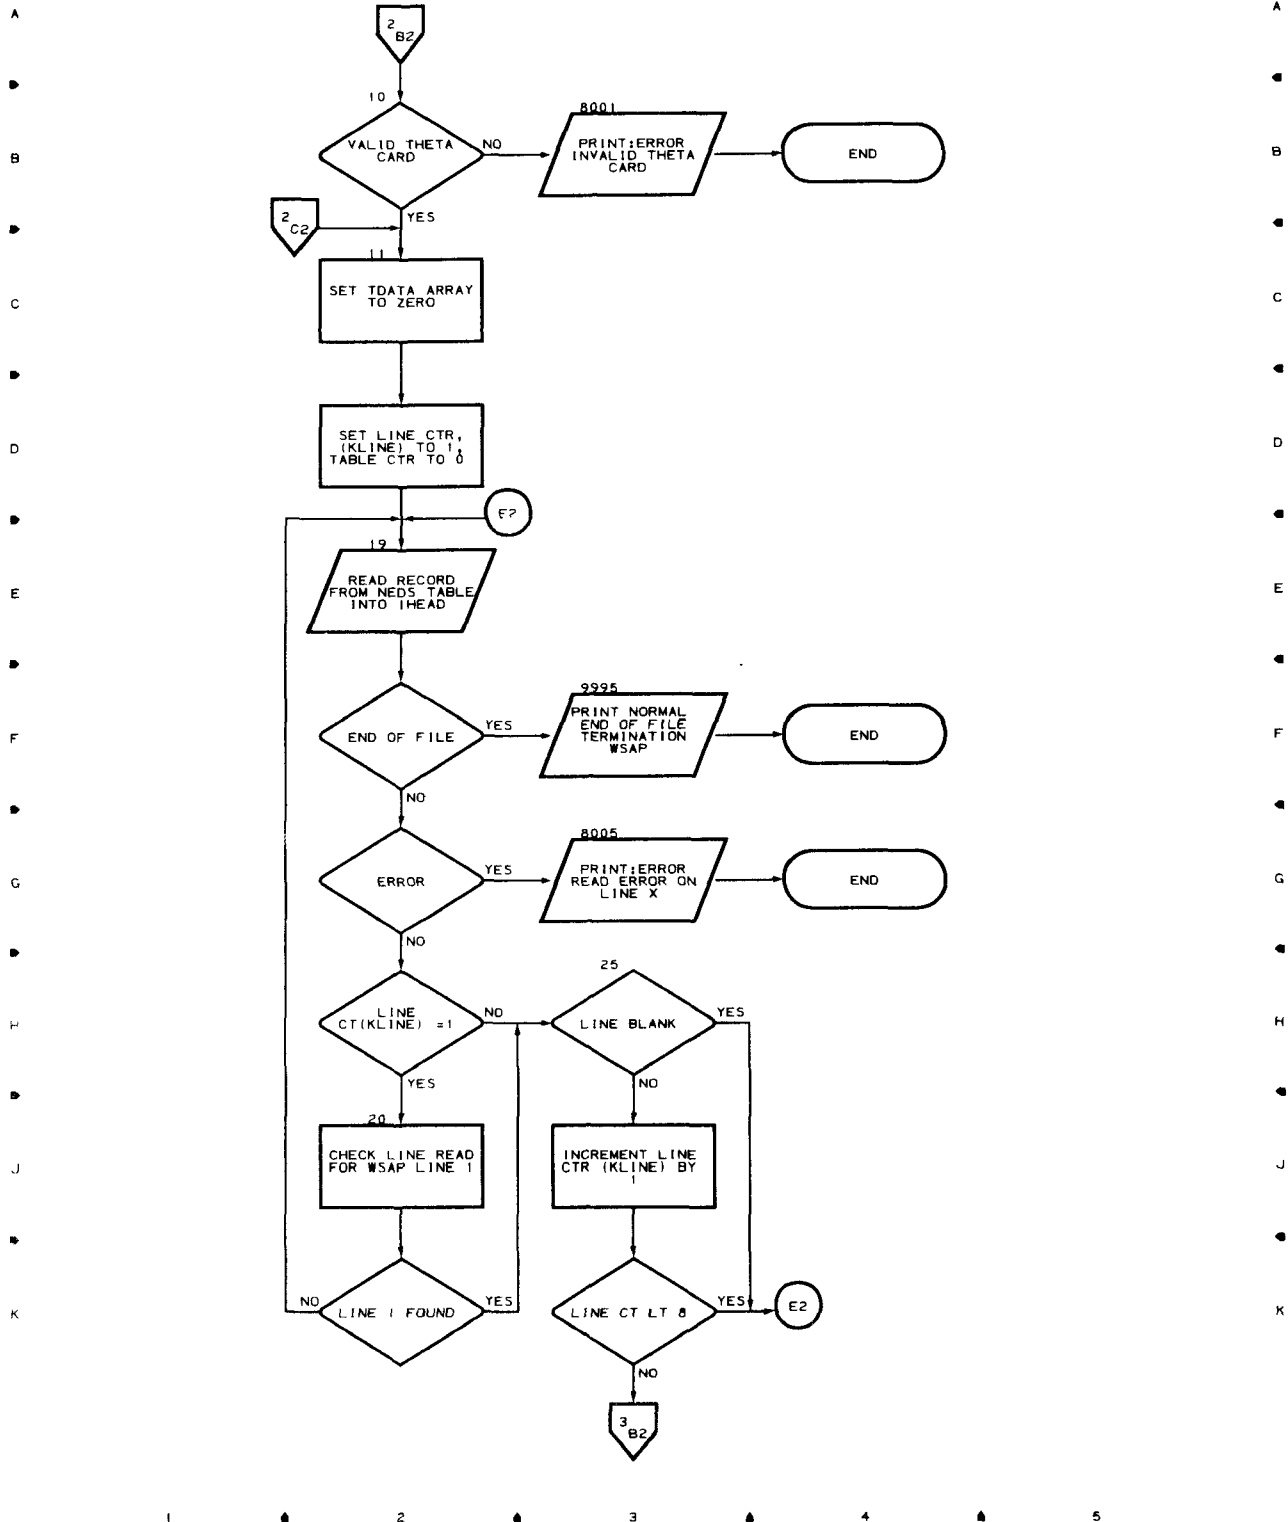 A A
2
B2
10
VALID THETA
CARD
NO
8001
PRINT:ERROR
INVALID THETA
CARD
END
B B
YES
2
C2
11
SET TDATA ARRAY
TO ZERO
C C
SET LINE CTR,
(KLINE) TO 1,
TABLE CTR TO 0
D D
E2
19
READ RECORD
FROM NEDS TABLE
INTO IHEAD
E E
END OF FILE
YES
9995
PRINT NORMAL
END OF FILE
TERMINATION
WSAP
END
F F
NO
ERROR
YES
8005
PRINT:ERROR
READ ERROR ON
LINE X
END
G G
NO
LINE
CT(KLINE) =1
NO
25
LINE BLANK
YES
H H
YES
NO
20
CHECK LINE READ
FOR WSAP LINE 1
INCREMENT LINE
CTR (KLINE) BY
1
J J
NO
LINE 1 FOUND
YES
LINE CT LT 8
YES
E2
K K
NO
3
B2
1 2 3 4 5